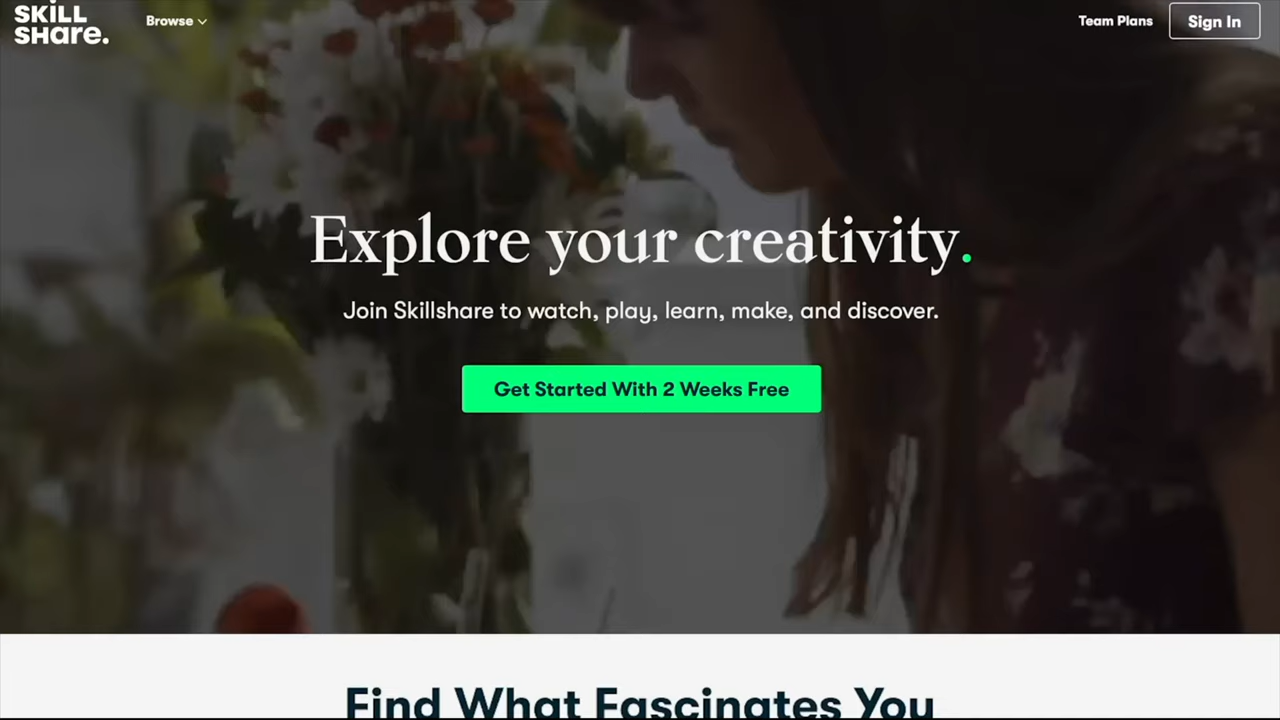 SKiLL
SHare.
Browse
Team Plans
Sign In
Explore your creativity.
Join Skillshare to watch, play, learn, make, and discover.
Get Started With 2 Weeks Free
Find What Fascinates You